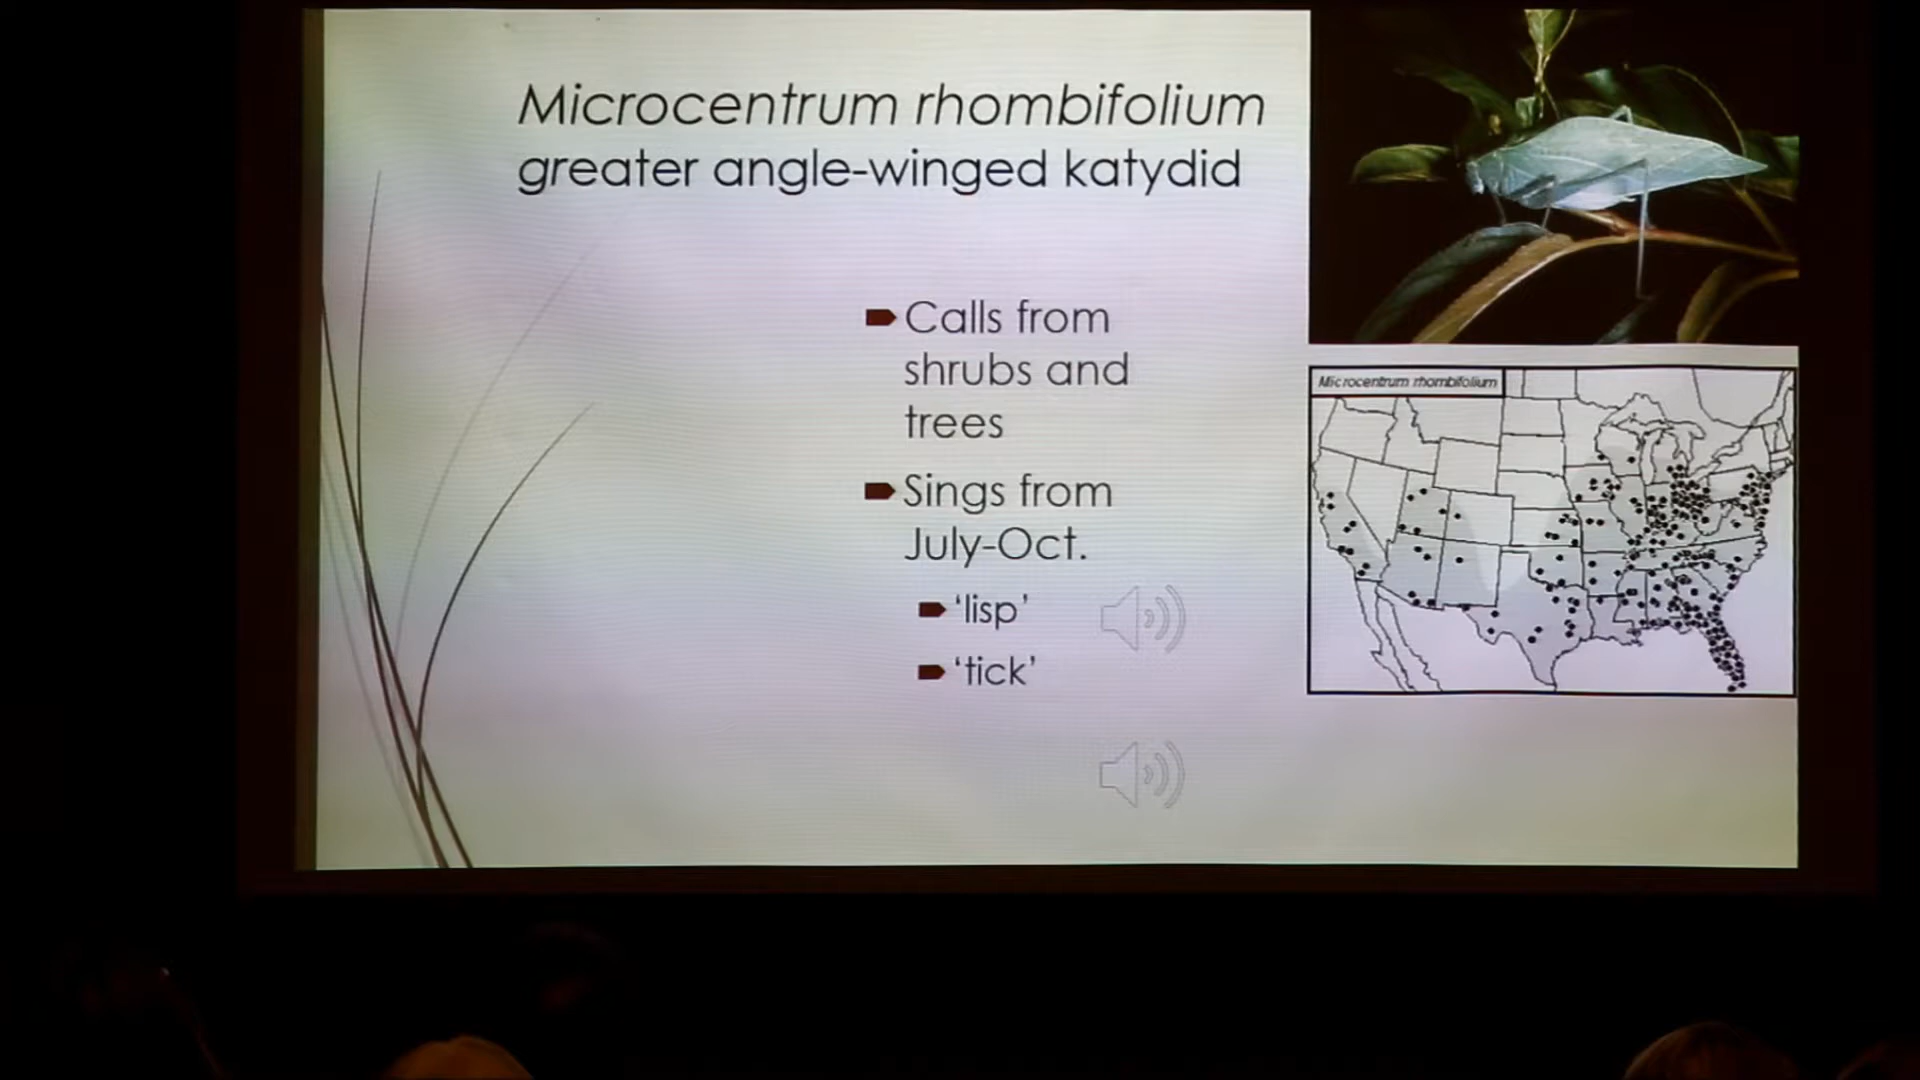 Microcentrum rhombifolium
greater angle-winged katydid
Calls from
shrubs and
trees
Sings from
July-Oct.
'lisp'
'tick'
Microcentrum rhombifolium